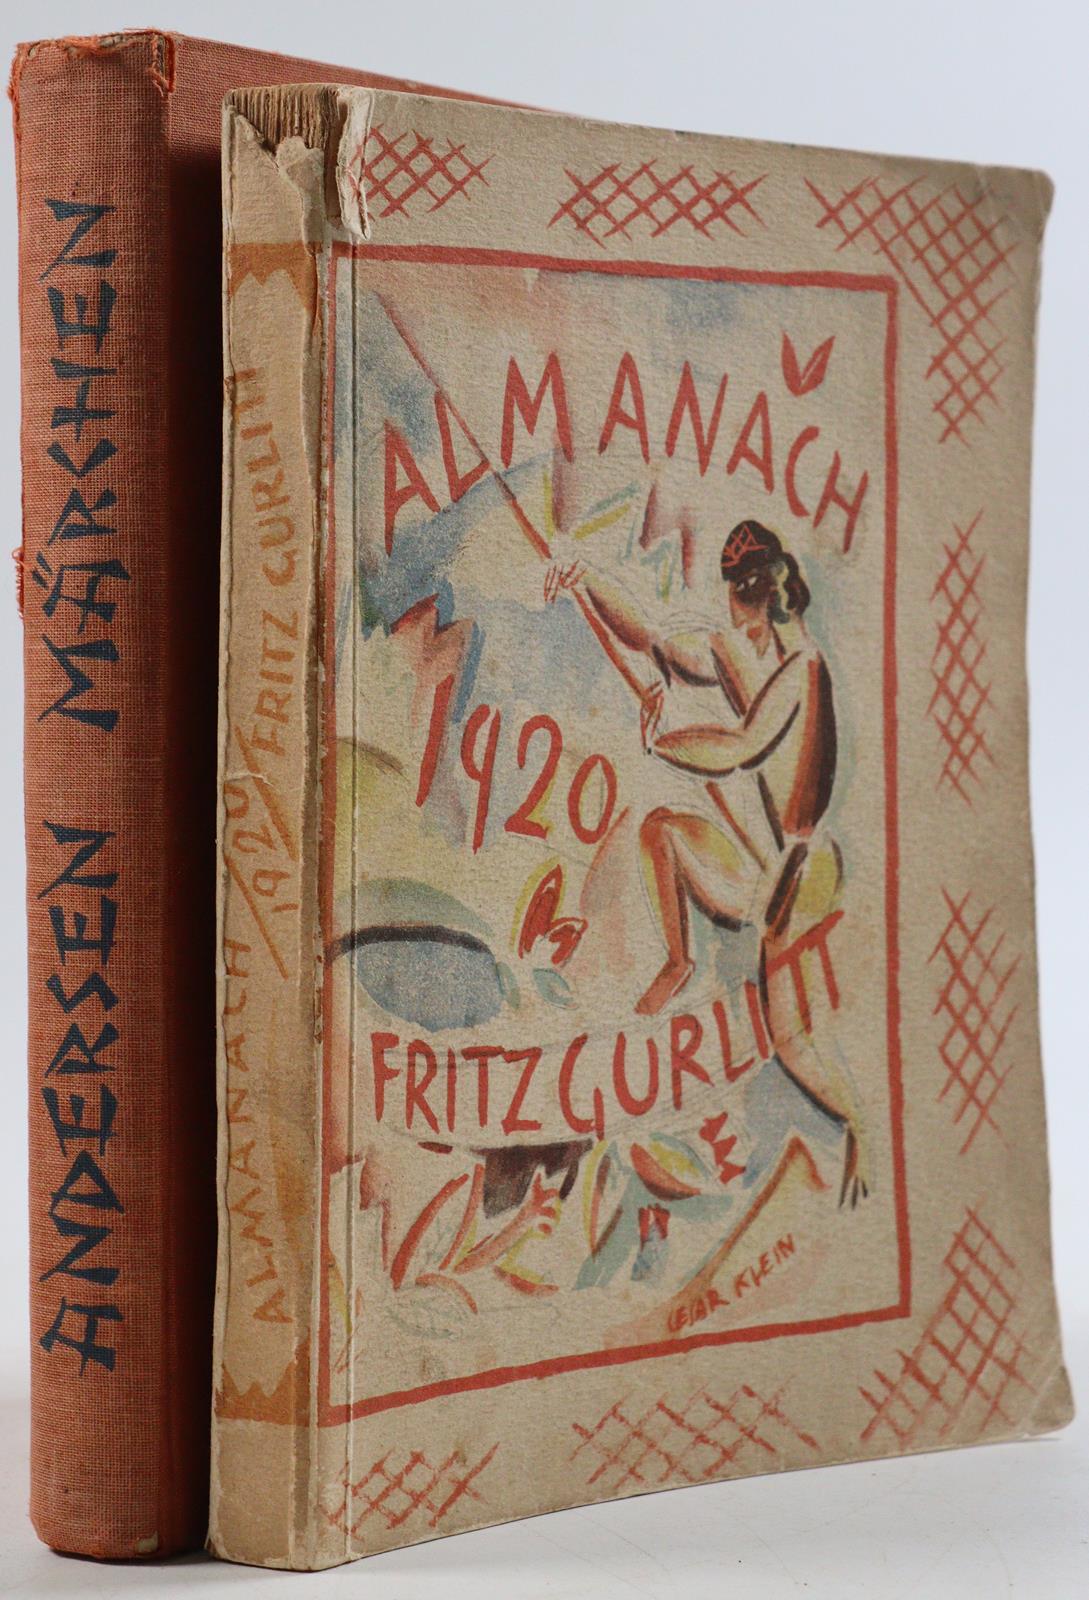 ANDERSEN MÄRCHEN
ALMANACH
1920/FRITZ GURLITT
ALMANACH
1920
FRITZ GURLITT
CESAR KLEIN